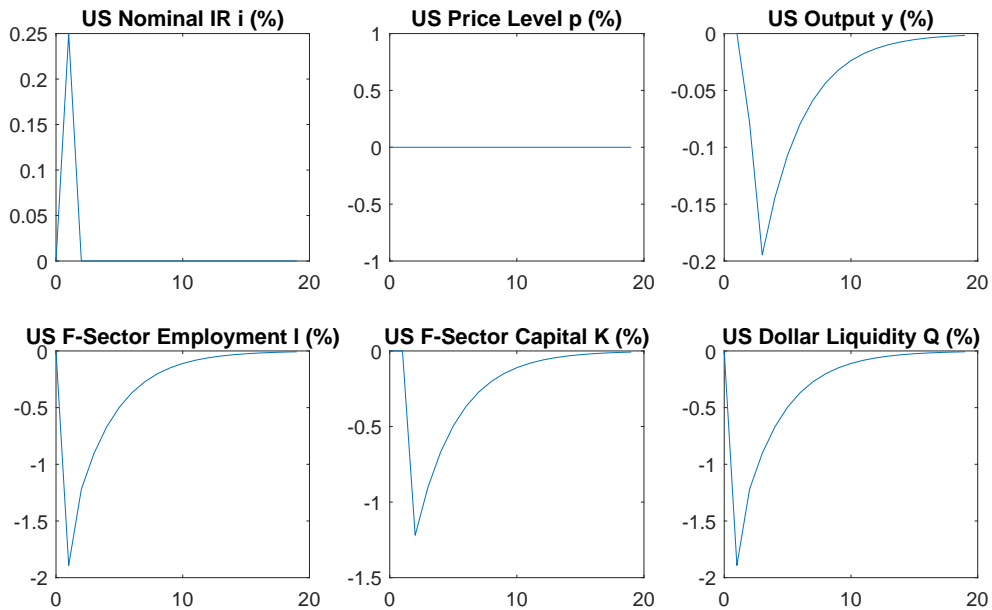 US Nominal IR i (%)
0.25
0.2
0.15
0.1
0.05
0
0 10 20
US Price Level p (%)
1
0.5
0
-0.5
-1
0 10 20
US Output y (%)
0
-0.05
-0.1
-0.15
-0.2
0 10 20
US F-Sector Employment l (%)
0
-0.5
-1
-1.5
-2
0 10 20
US F-Sector Capital K (%)
0
-0.5
-1
-1.5
0 10 20
US Dollar Liquidity Q (%)
0
-0.5
-1
-1.5
-2
0 10 20